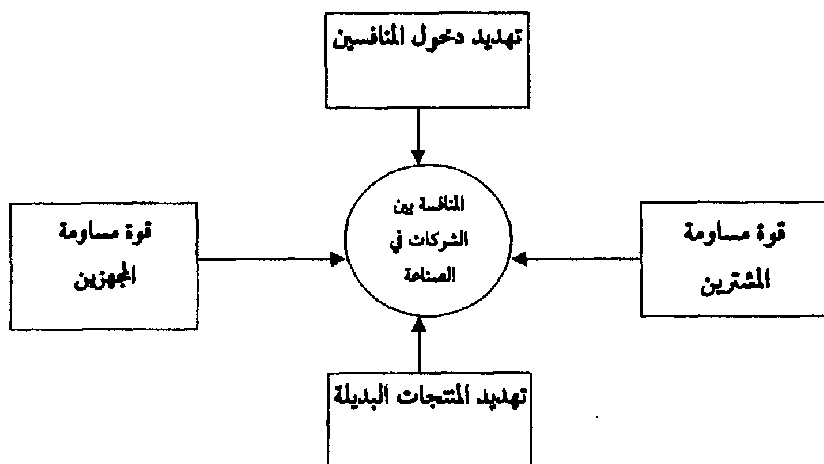 تهديد دخول المنافسين
المنافسة بين
الشركات في
الصناعة
قوة مساومة
المشترين
قوة مساومة
المجهزين
تهديد المنتجات البديلة